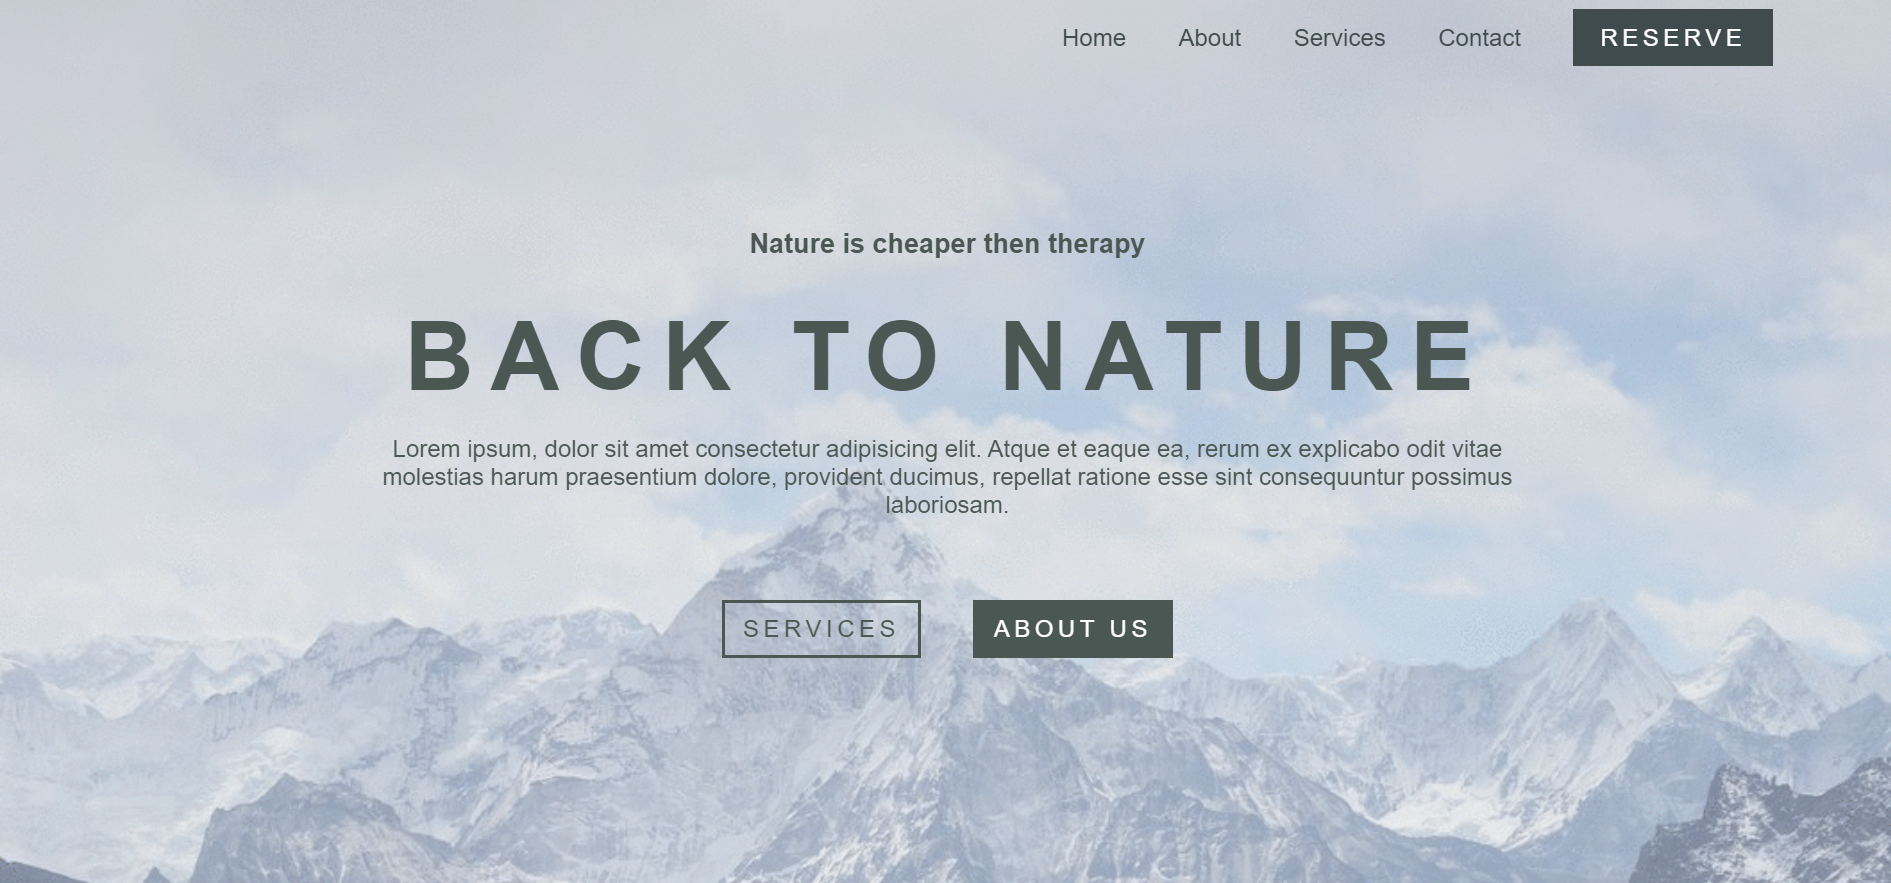 Home About Services Contact RESERVE
Nature is cheaper then therapy
BACK TO NATURE
Lorem ipsum, dolor sit amet consectetur adipisicing elit. Atque et eaque ea, rerum ex explicabo odit vitae
molestias harum praesentium dolore, provident ducimus, repellat ratione esse sint consequuntur possimus
laboriosam.
SERVICES ABOUT US